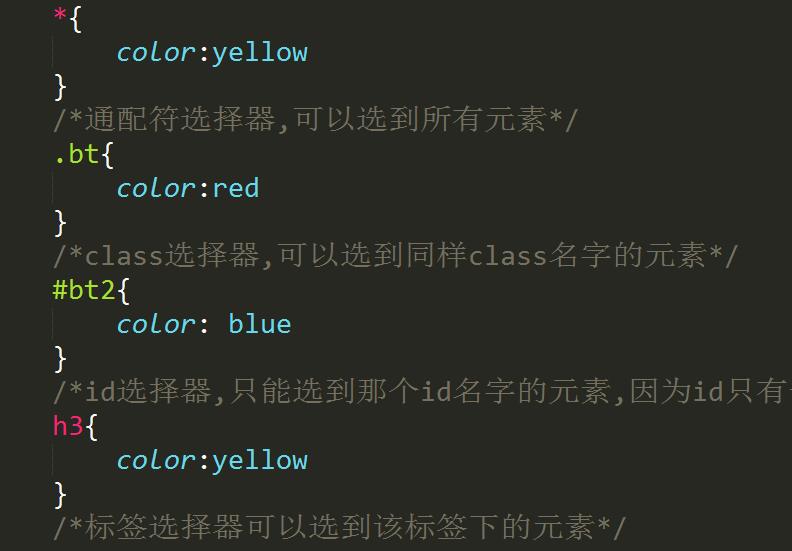 *{
color:yellow
}
/*通配符选择器,可以选到所有元素*/
.bt{
color:red
}
/*class选择器,可以选到同样class名字的元素*/
#bt2{
color: blue
}
/*id选择器,只能选到那个id名字的元素,因为id只有
h3{
color:yellow
}
/*标签选择器可以选到该标签下的元素*/